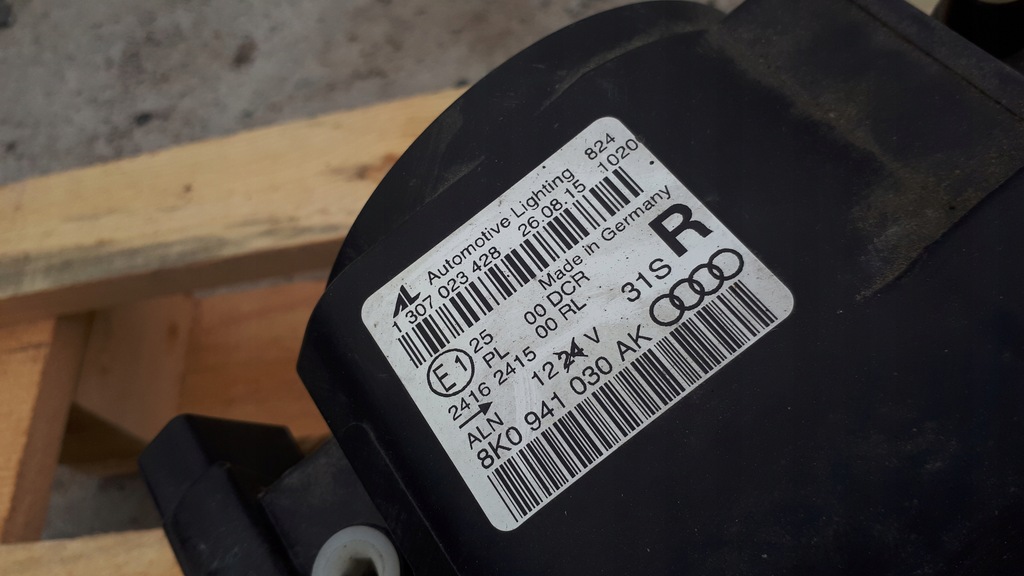 AL Automotive Lighting 824
1 307 023 428 26.08.15 1020
Made in Germany
E1 25 00 DCR
PL 00 RL 31S R
2416 2415
12 24 V
ALN
8K0 941 030 AK